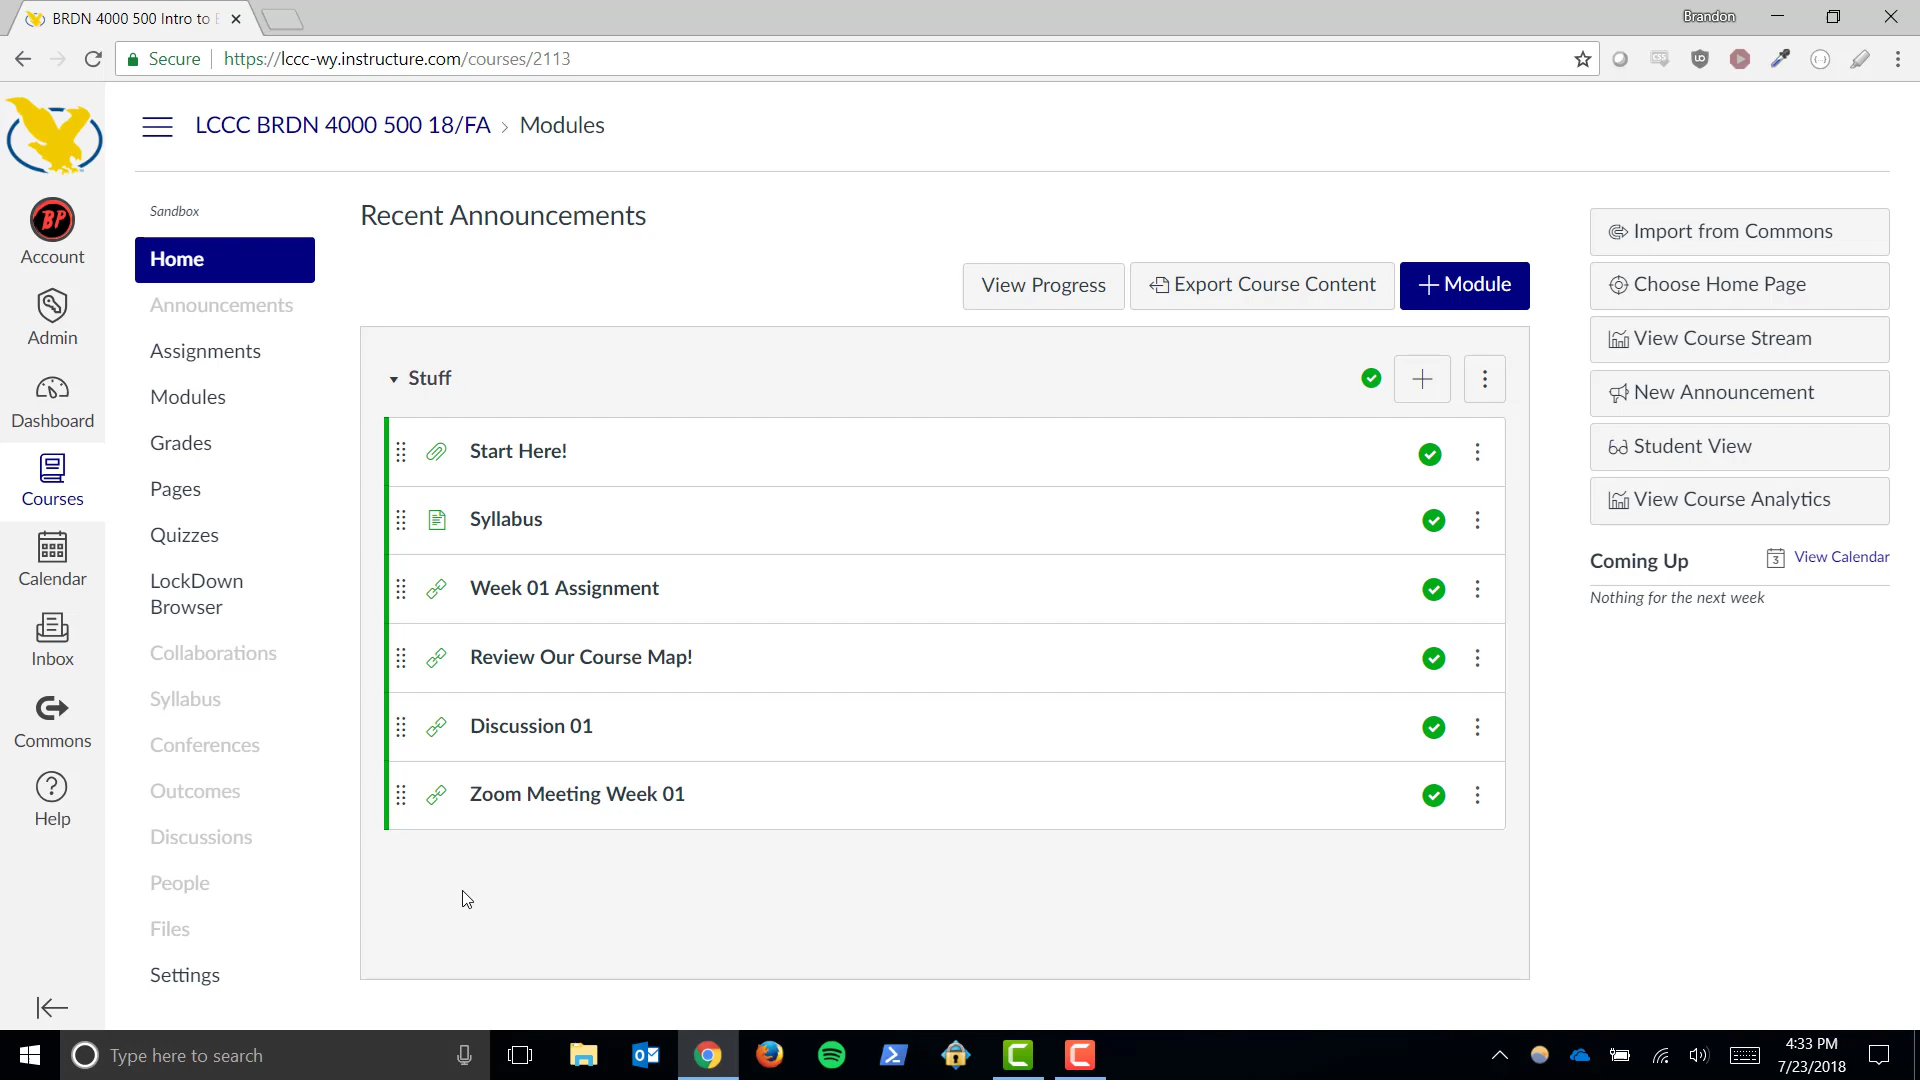 BRDN 4000 500 Intro to
Brandon
Secure
https://lccc-wy.instructure.com/courses/2113
LCCC BRDN 4000 500 18/FA > Modules
BP
Account
Admin
Dashboard
Courses
Calendar
Inbox
Commons
Help
Sandbox
Home
Announcements
Assignments
Modules
Grades
Pages
Quizzes
LockDown
Browser
Collaborations
Syllabus
Conferences
Outcomes
Discussions
People
Files
Settings
Recent Announcements
View Progress
Export Course Content
+ Module
Stuff
Start Here!
Syllabus
Week 01 Assignment
Review Our Course Map!
Discussion 01
Zoom Meeting Week 01
Import from Commons
Choose Home Page
View Course Stream
New Announcement
Student View
View Course Analytics
Coming Up
3 View Calendar
Nothing for the next week
Type here to search
4:33 PM
7/23/2018